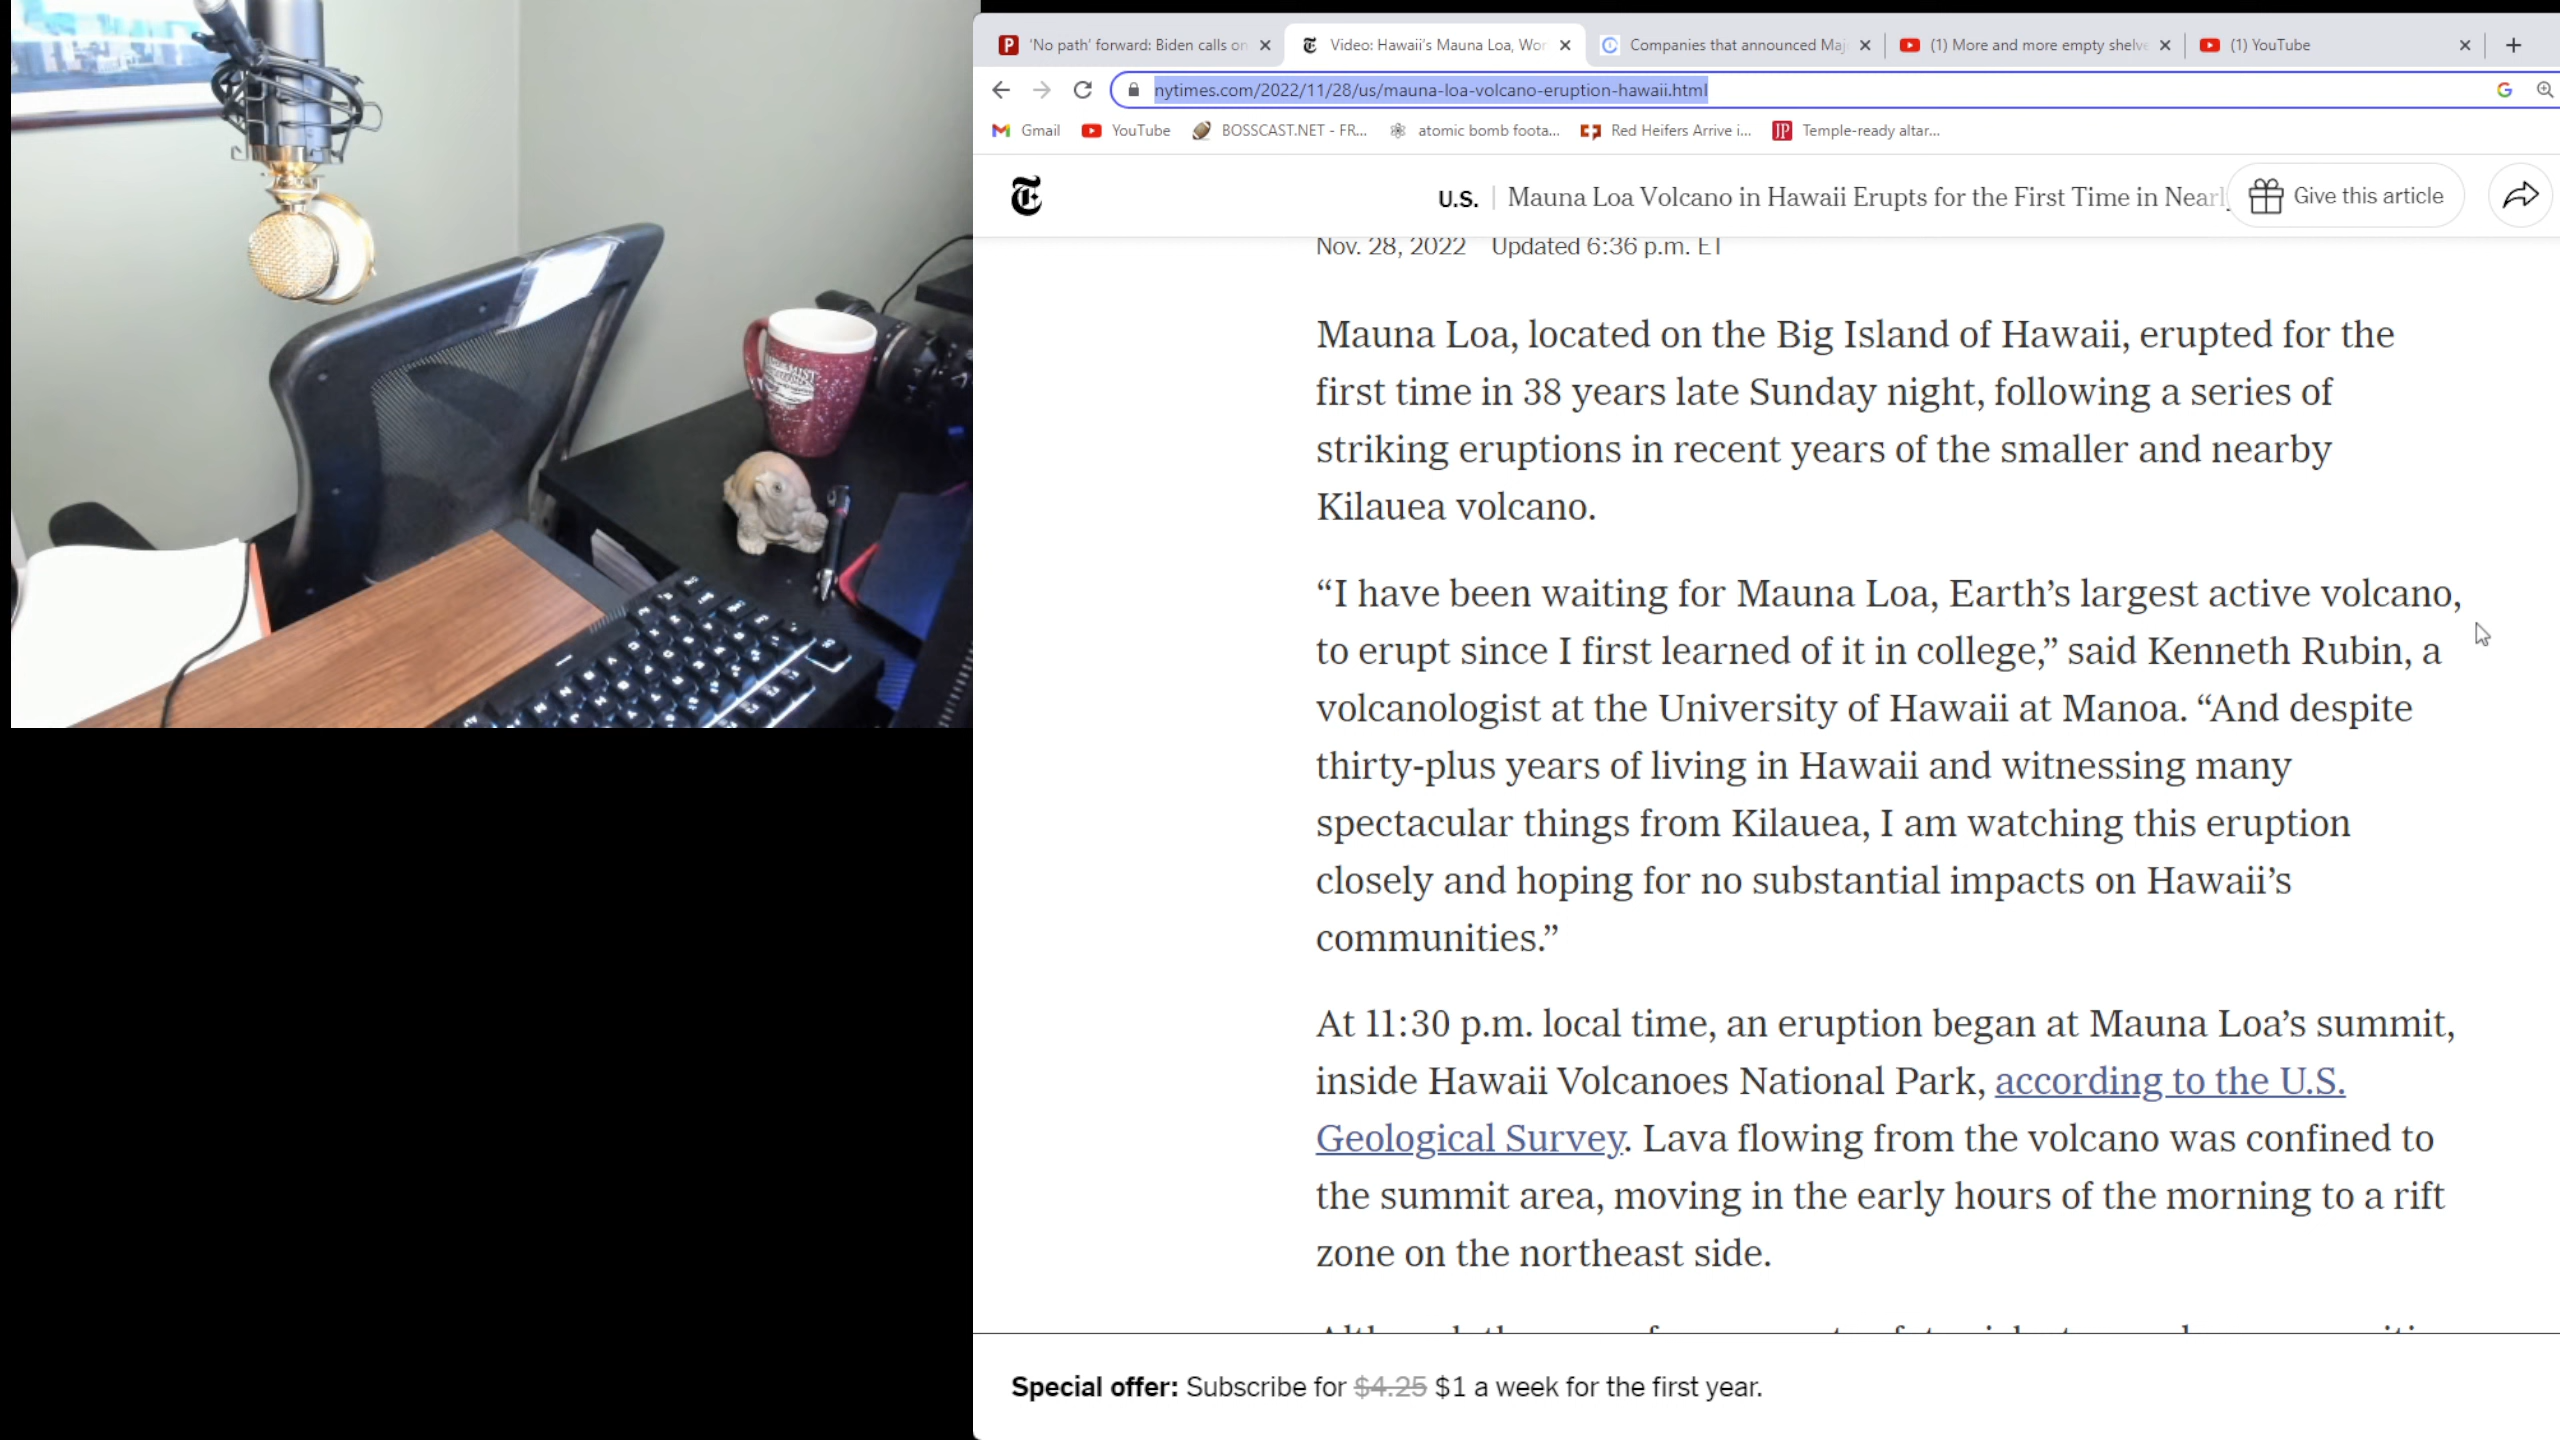 'No path' forward: Biden calls on
Video: Hawaii's Mauna Loa, Wor
Companies that announced Maj
(1) More and more empty shelve
(1) YouTube
nytimes.com/2022/11/28/us/mauna-loa-volcano-eruption-hawaii.html
Gmail
YouTube
BOSSCAST.NET - FR...
atomic bomb foota...
Red Heifers Arrive i...
JP Temple-ready altar...
U.S. | Mauna Loa Volcano in Hawaii Erupts for the First Time in Nearl
Give this article
Nov. 28, 2022 Updated 6:36 p.m. ET
Mauna Loa, located on the Big Island of Hawaii, erupted for the
first time in 38 years late Sunday night, following a series of
striking eruptions in recent years of the smaller and nearby
Kilauea volcano.
“I have been waiting for Mauna Loa, Earth’s largest active volcano,
to erupt since I first learned of it in college,” said Kenneth Rubin, a
volcanologist at the University of Hawaii at Manoa. “And despite
thirty-plus years of living in Hawaii and witnessing many
spectacular things from Kilauea, I am watching this eruption
closely and hoping for no substantial impacts on Hawaii’s
communities.”
At 11:30 p.m. local time, an eruption began at Mauna Loa’s summit,
inside Hawaii Volcanoes National Park, according to the U.S.
Geological Survey. Lava flowing from the volcano was confined to
the summit area, moving in the early hours of the morning to a rift
zone on the northeast side.
Special offer: Subscribe for $4.25 $1 a week for the first year.